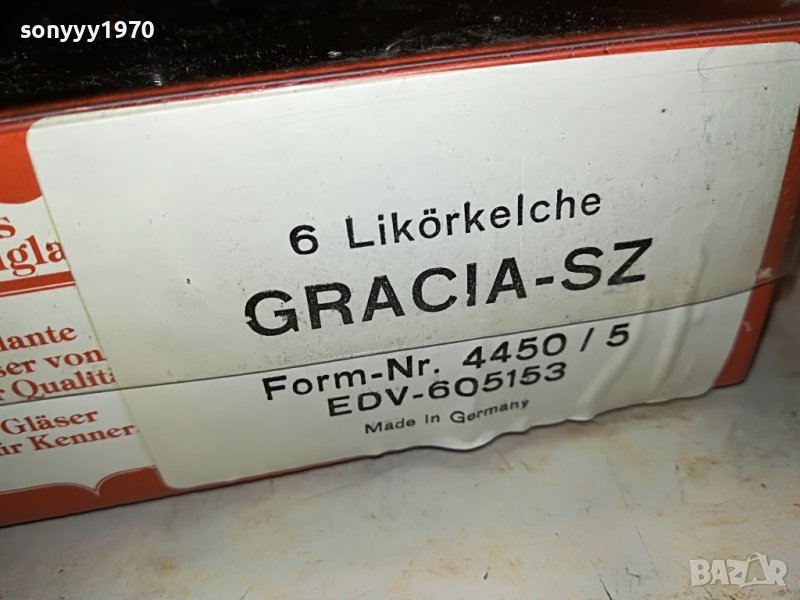 sonyyy1970
6 Likörkelche
GRACIA-SZ
Form-Nr. 4450 / 5
EDV-605153
Made in Germany
ser von
Qualit
Gläser
Kenner
BAZAR